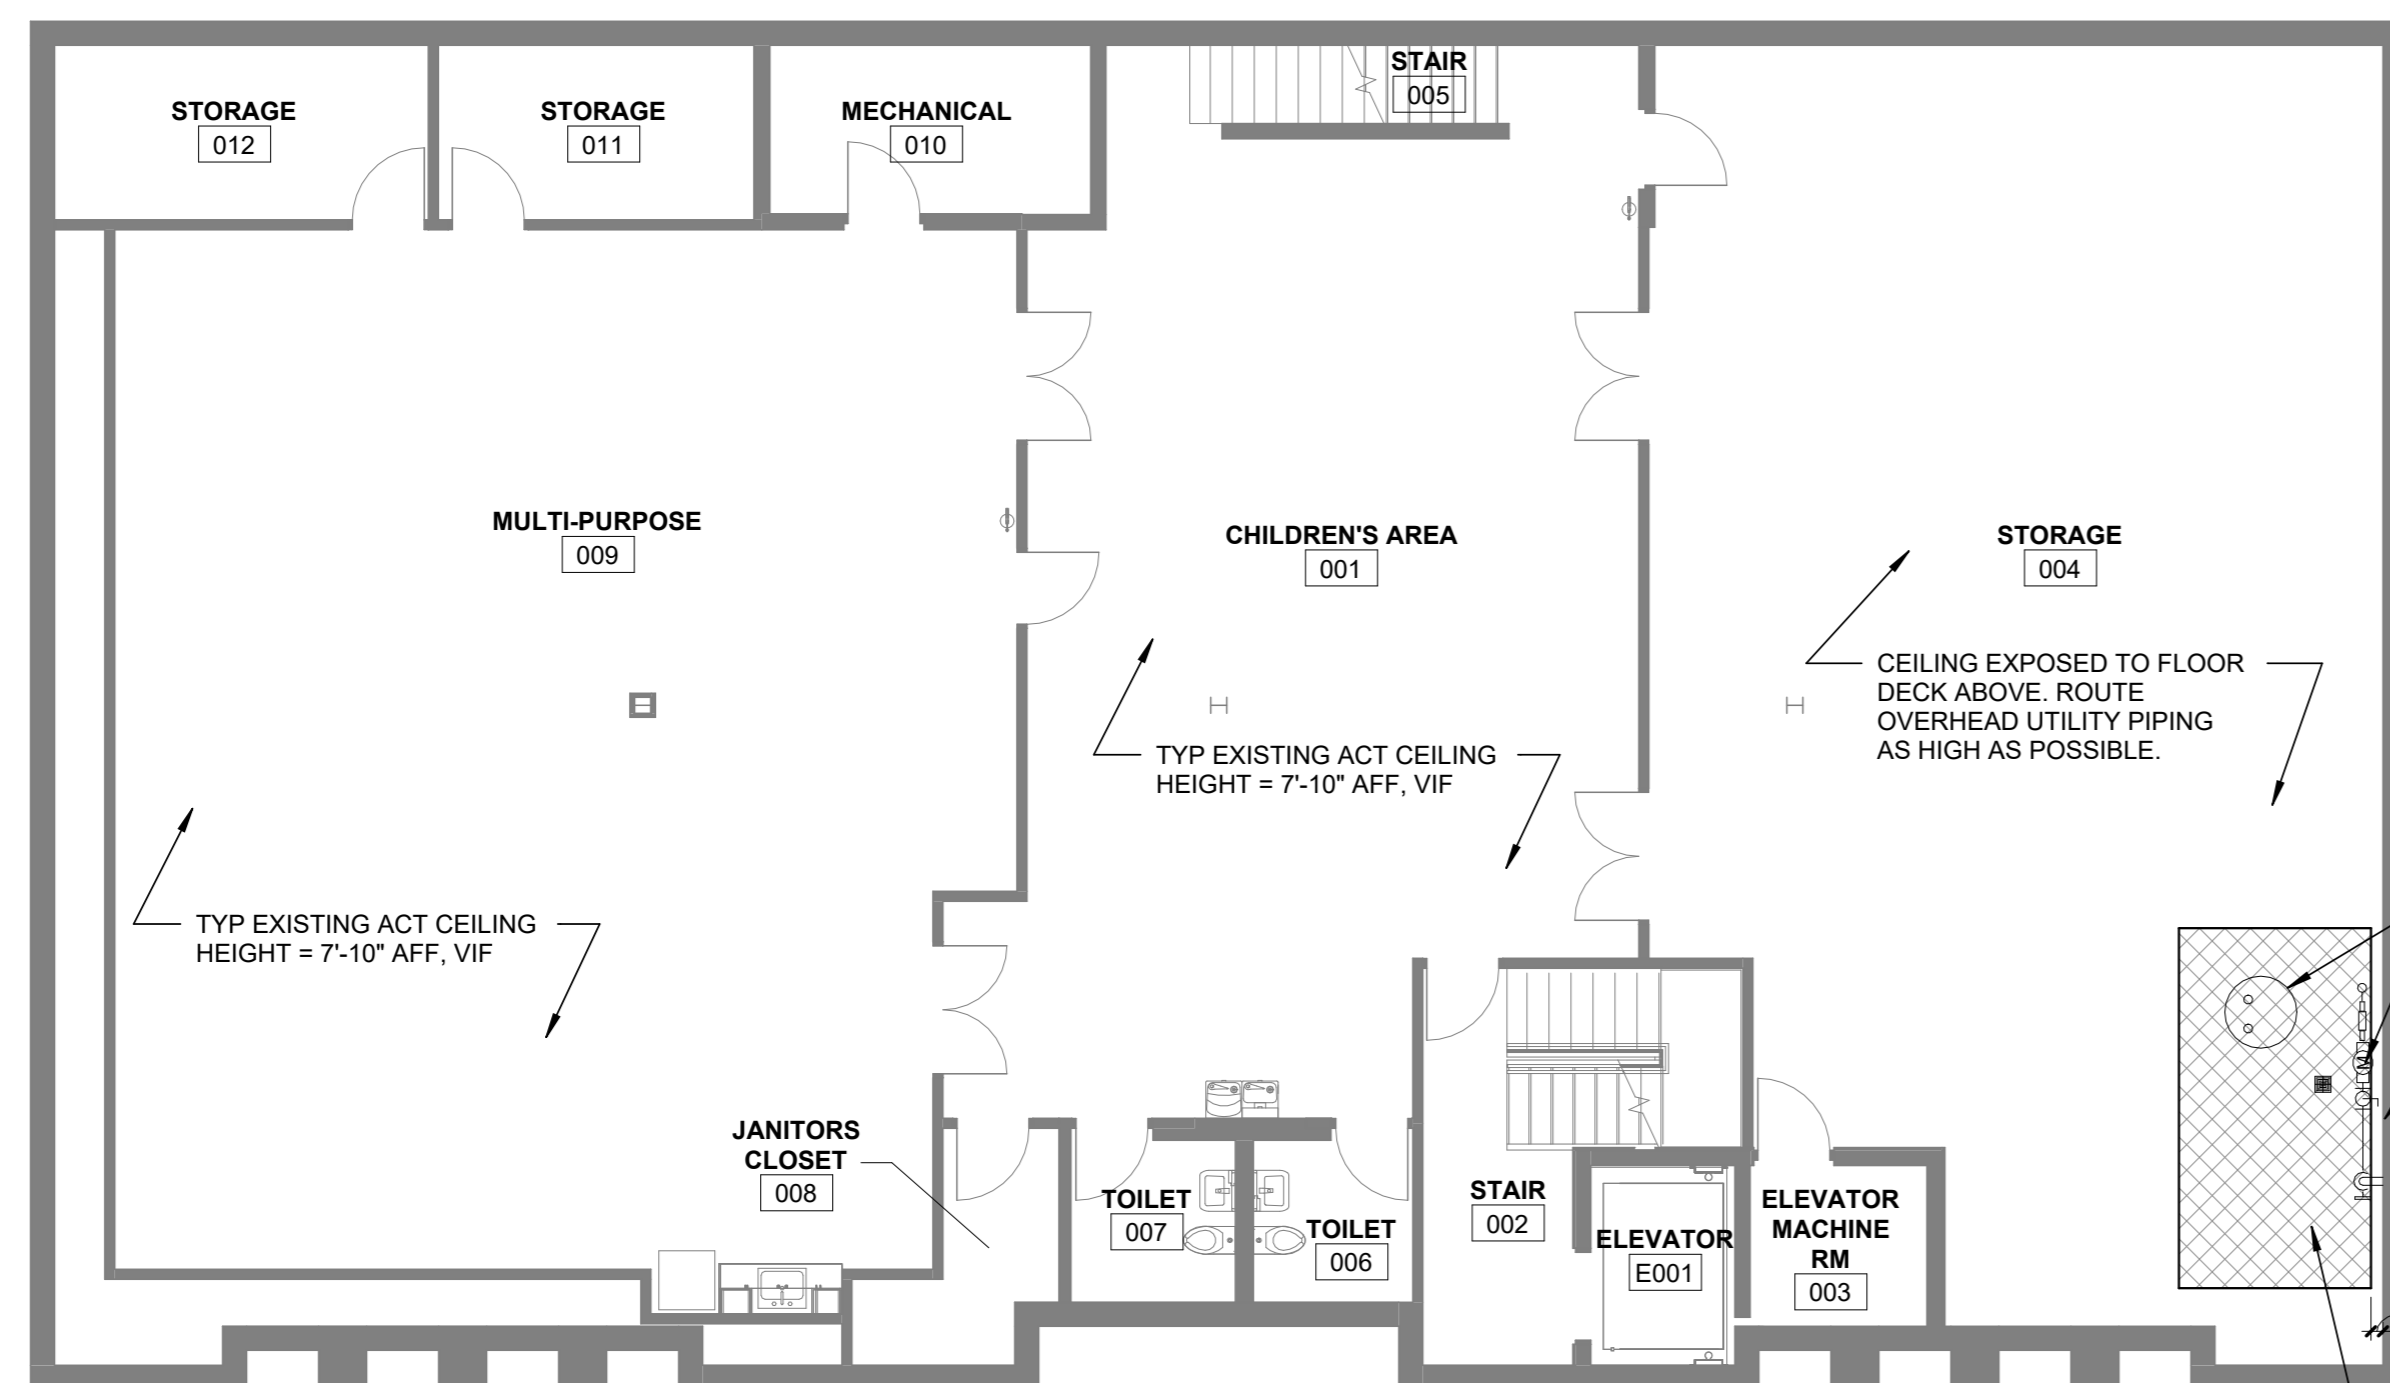 STAIR
005
STORAGE
012
STORAGE
011
MECHANICAL
010
MULTI-PURPOSE
009
CHILDREN'S AREA
001
STORAGE
004
CEILING EXPOSED TO FLOOR
DECK ABOVE. ROUTE
OVERHEAD UTILITY PIPING
AS HIGH AS POSSIBLE.
TYP EXISTING ACT CEILING
HEIGHT = 7'-10" AFF, VIF
TYP EXISTING ACT CEILING
HEIGHT = 7'-10" AFF, VIF
JANITORS
CLOSET
008
TOILET
007
TOILET
006
STAIR
002
ELEVATOR
E001
ELEVATOR
MACHINE
RM
003